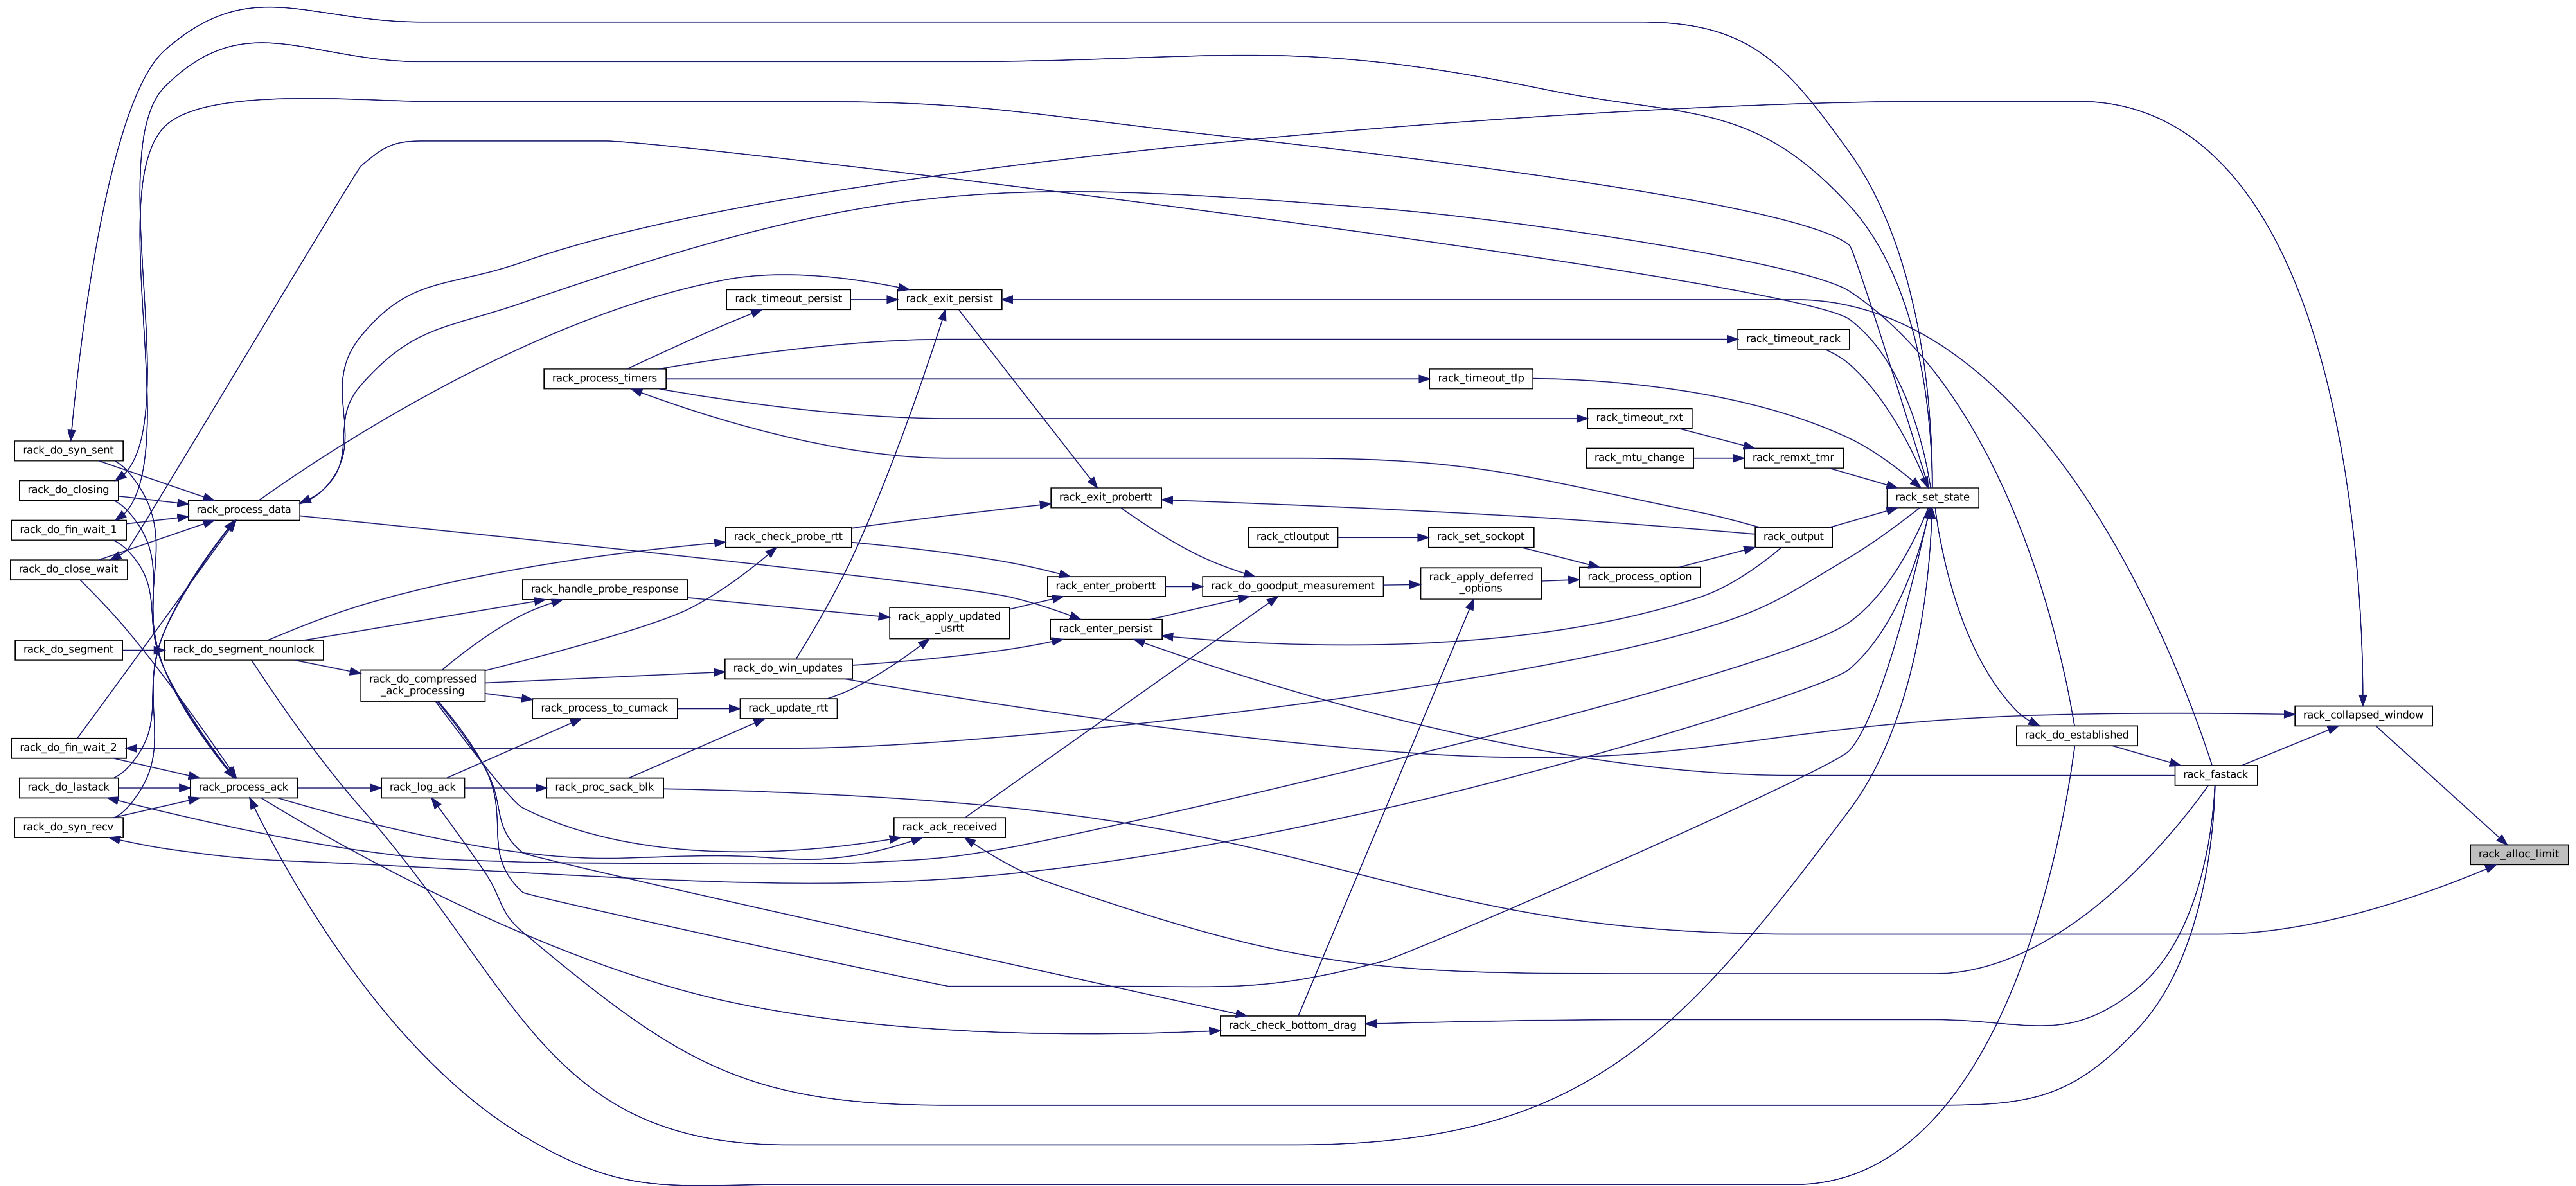 rack_timeout_persist
rack_exit_persist
rack_timeout_rack
rack_process_timers
rack_timeout_tlp
rack_timeout_rxt
rack_do_syn_sent
rack_mtu_change
rack_remxt_tmr
rack_do_closing
rack_exit_probertt
rack_set_state
rack_process_data
rack_do_fin_wait_1
rack_check_probe_rtt
rack_ctloutput
rack_set_sockopt
rack_output
rack_do_close_wait
rack_process_option
rack_handle_probe_response
rack_enter_probertt
rack_do_goodput_measurement
rack_apply_deferred
_options
rack_apply_updated
_usrtt
rack_enter_persist
rack_do_segment
rack_do_segment_nounlock
rack_do_win_updates
rack_do_compressed
_ack_processing
rack_process_to_cumack
rack_update_rtt
rack_collapsed_window
rack_do_established
rack_do_fin_wait_2
rack_fastack
rack_do_lastack
rack_process_ack
rack_log_ack
rack_proc_sack_blk
rack_do_syn_recv
rack_ack_received
rack_alloc_limit
rack_check_bottom_drag